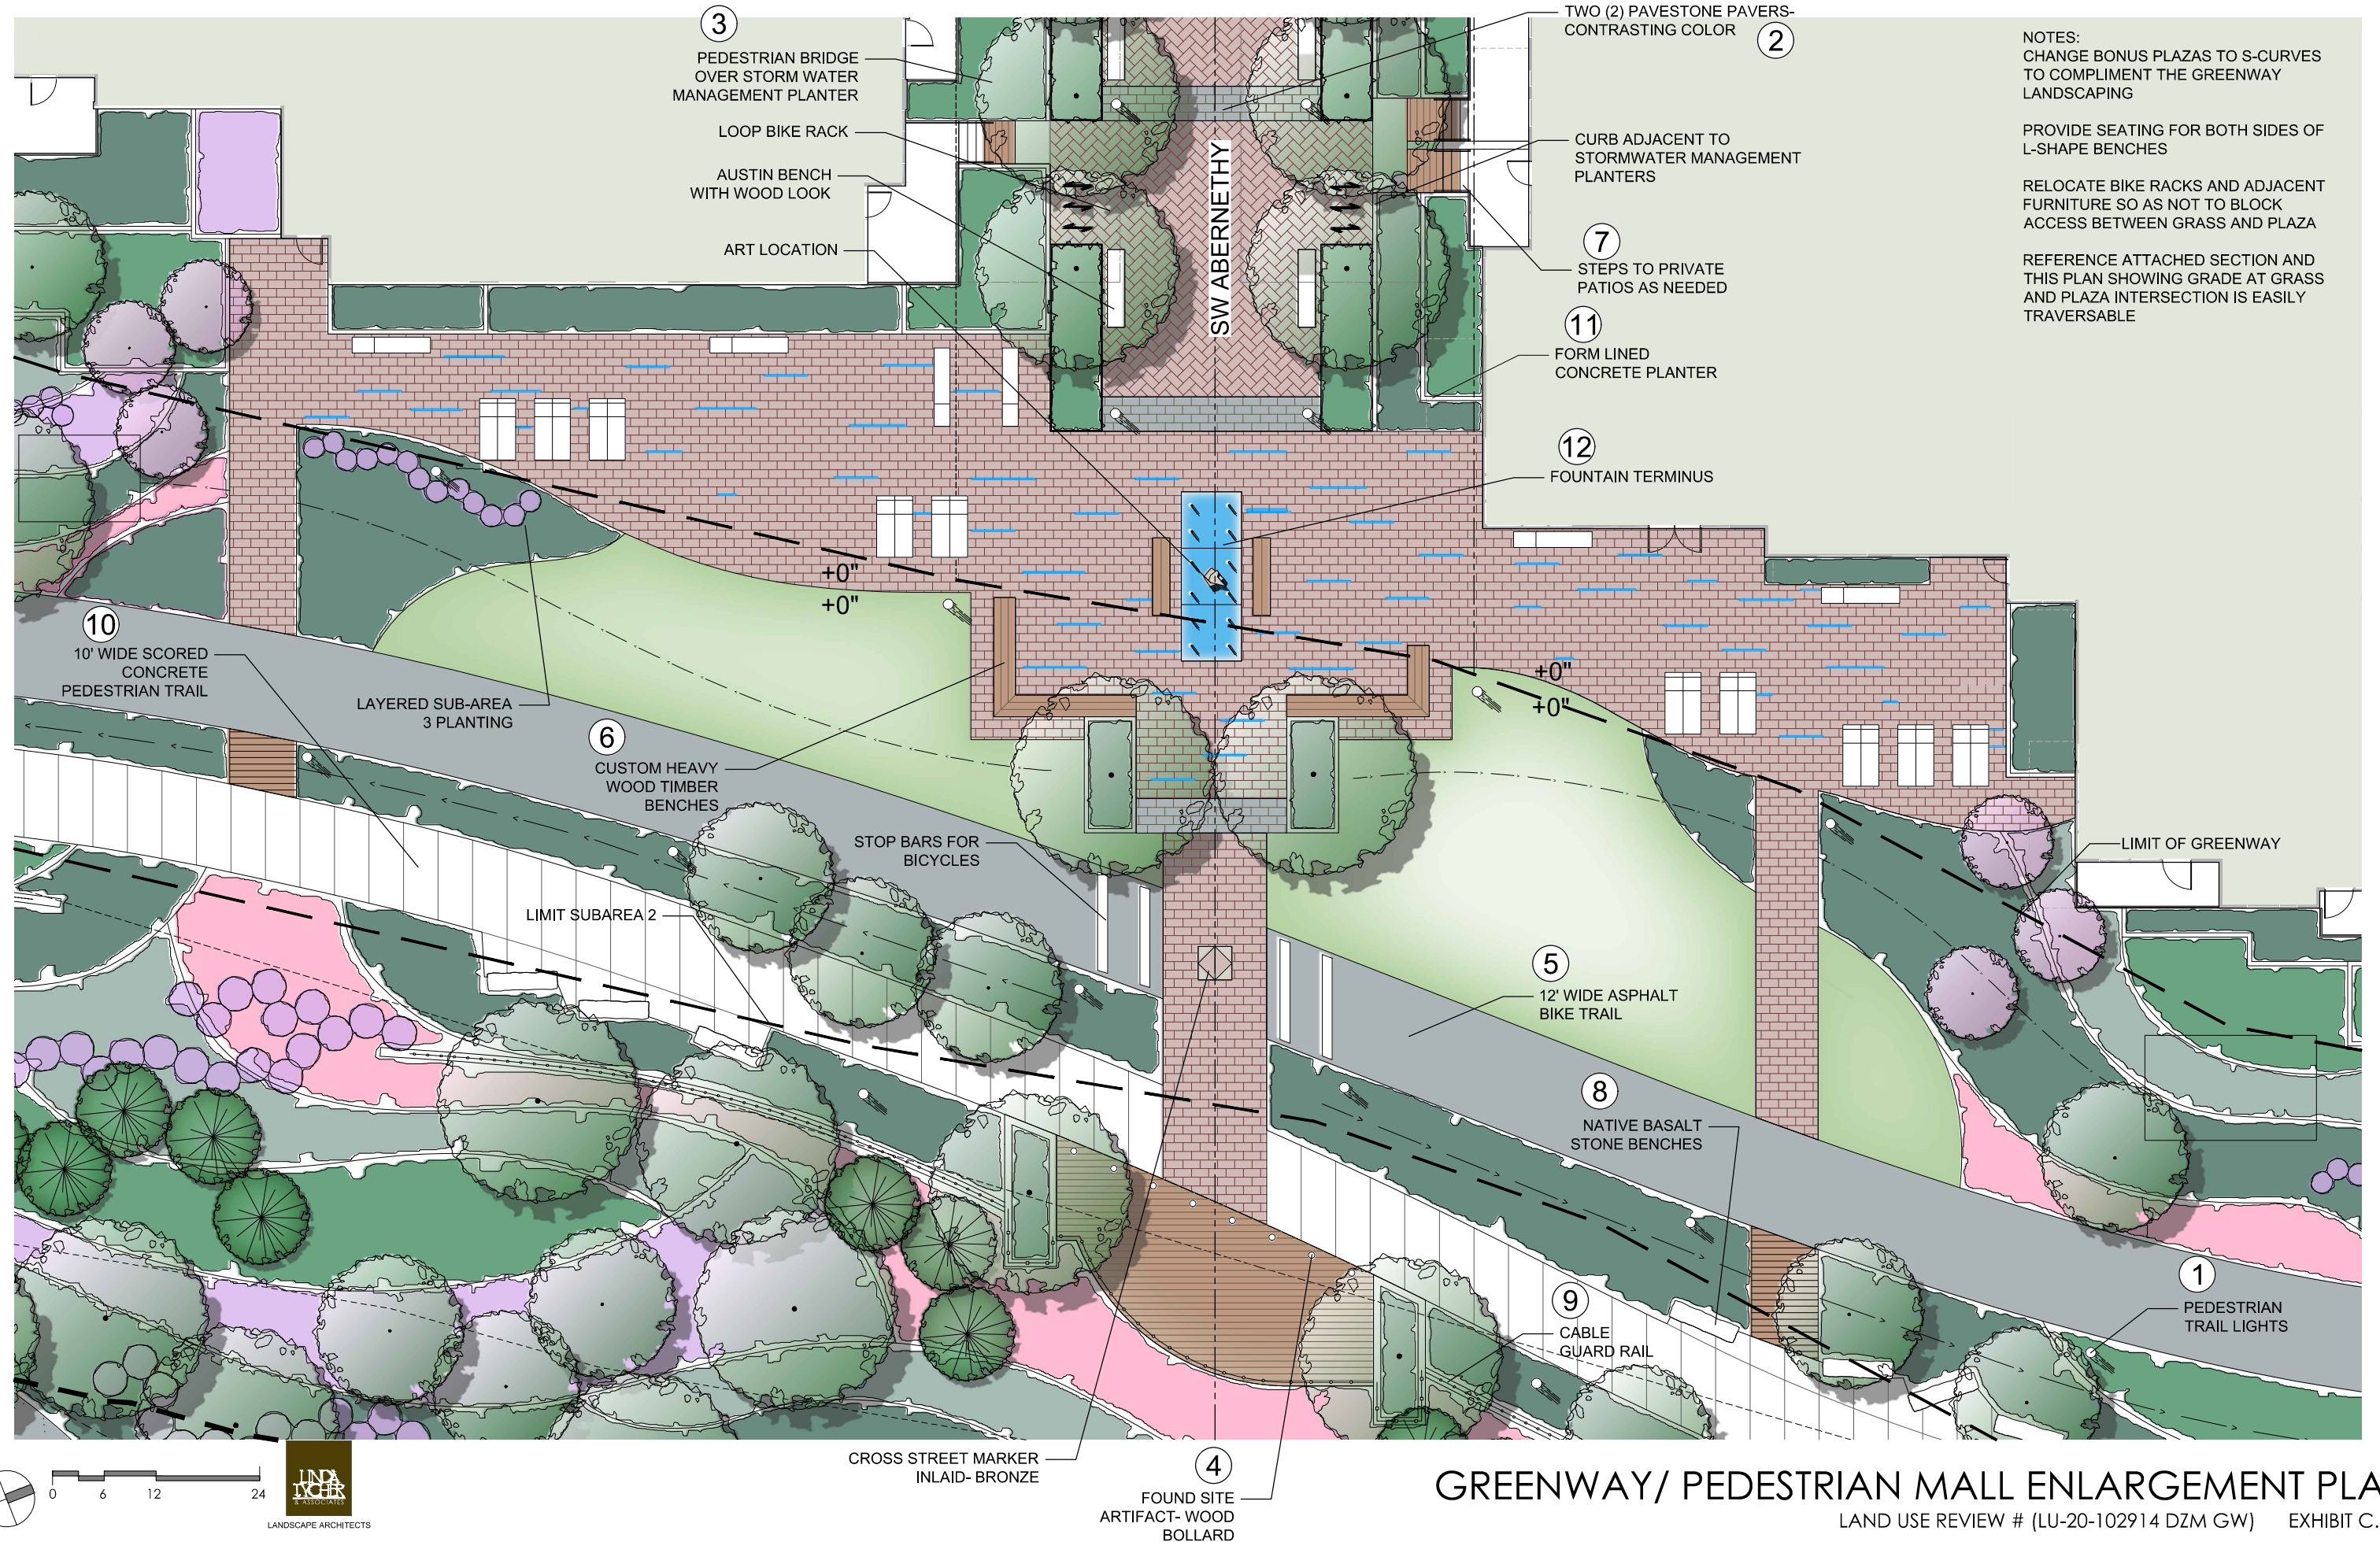 3
PEDESTRIAN BRIDGE
OVER STORM WATER
MANAGEMENT PLANTER
LOOP BIKE RACK
AUSTIN BENCH
WITH WOOD LOOK
ART LOCATION
TWO (2) PAVESTONE PAVERS-
CONTRASTING COLOR
2
SW ABERNETHY
CURB ADJACENT TO
STORMWATER MANAGEMENT
PLANTERS
7
STEPS TO PRIVATE
PATIOS AS NEEDED
11
FORM LINED
CONCRETE PLANTER
12
FOUNTAIN TERMINUS
NOTES:
CHANGE BONUS PLAZAS TO S-CURVES
TO COMPLIMENT THE GREENWAY
LANDSCAPING
PROVIDE SEATING FOR BOTH SIDES OF
L-SHAPE BENCHES
RELOCATE BIKE RACKS AND ADJACENT
FURNITURE SO AS NOT TO BLOCK
ACCESS BETWEEN GRASS AND PLAZA
REFERENCE ATTACHED SECTION AND
THIS PLAN SHOWING GRADE AT GRASS
AND PLAZA INTERSECTION IS EASILY
TRAVERSABLE
+0"
+0"
+0"
+0"
10
10' WIDE SCORED
CONCRETE
PEDESTRIAN TRAIL
LAYERED SUB-AREA
3 PLANTING
6
CUSTOM HEAVY
WOOD TIMBER
BENCHES
STOP BARS FOR
BICYCLES
LIMIT SUBAREA 2
LIMIT OF GREENWAY
5
12' WIDE ASPHALT
BIKE TRAIL
8
NATIVE BASALT
STONE BENCHES
9
CABLE
GUARD RAIL
1
PEDESTRIAN
TRAIL LIGHTS
CROSS STREET MARKER
INLAID- BRONZE
4
FOUND SITE
ARTIFACT- WOOD
BOLLARD
0 6 12 24
& ASSOCIATES
LANDSCAPE ARCHITECTS
GREENWAY/ PEDESTRIAN MALL ENLARGEMENT PLA
LAND USE REVIEW # (LU-20-102914 DZM GW) EXHIBIT C.